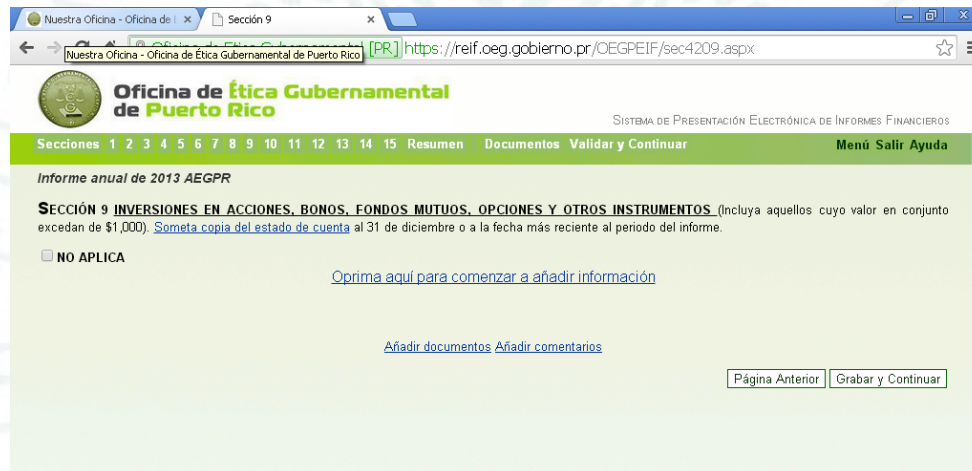 Nuestra Oficina - Oficina de
Sección 9
[PR] https://reif.oeg.gobierno.pr/OEGPEIF/sec4209.aspx
Nuestra Oficina - Oficina de Ética Gubernamental de Puerto Rico
Oficina de Ética Gubernamental
de Puerto Rico
SISTEMA DE PRESENTACIÓN ELECTRÓNICA DE INFORMES FINANCIEROS
Secciones 1 2 3 4 5 6 7 8 9 10 11 12 13 14 15 Resumen Documentos Validar y Continuar Menú Salir Ayuda
Informe anual de 2013 AEGPR
SECCIÓN 9 INVERSIONES EN ACCIONES, BONOS, FONDOS MUTUOS, OPCIONES Y OTROS INSTRUMENTOS (Incluya aquellos cuyo valor en conjunto
excedan de $1,000). Someta copia del estado de cuenta al 31 de diciembre o a la fecha más reciente al periodo del informe.
NO APLICA
Oprima aquí para comenzar a añadir información
Añadir documentos Añadir comentarios
Página Anterior Grabar y Continuar